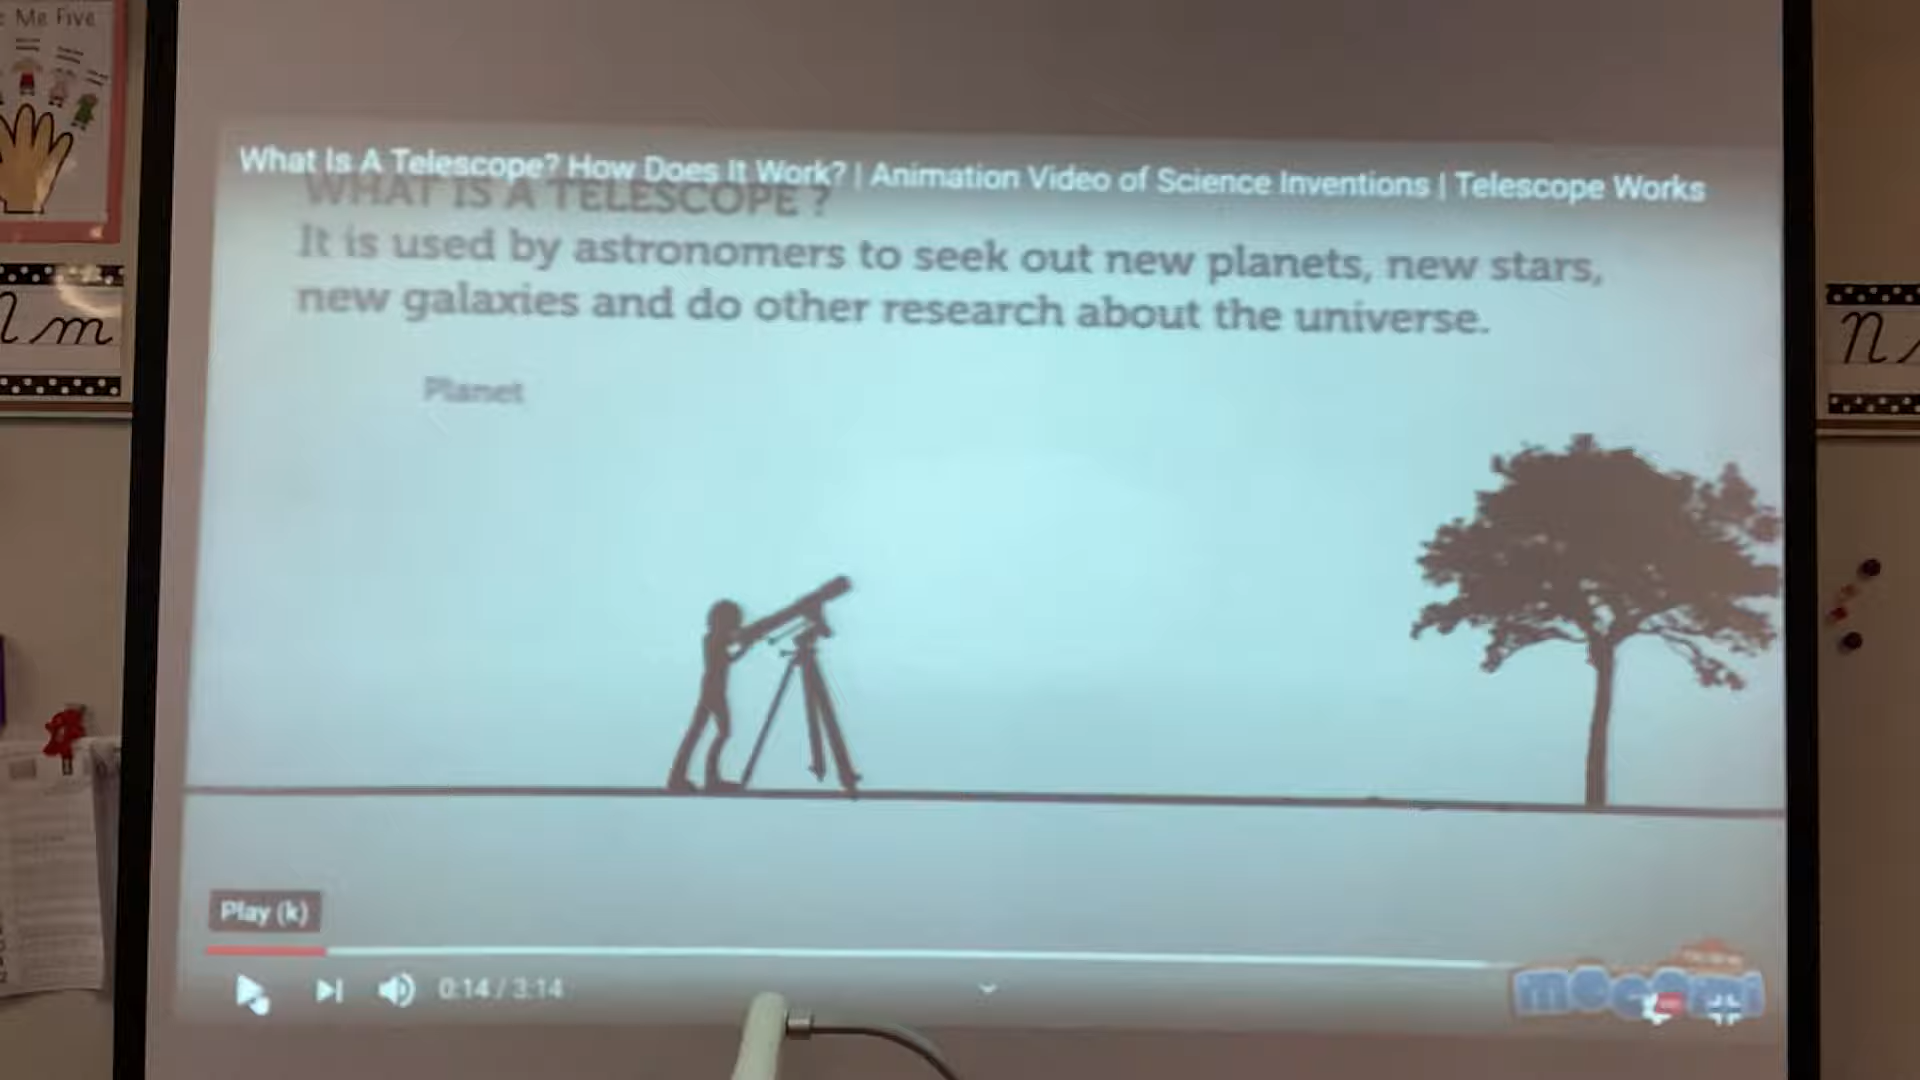 Me Five
What Is A Telescope? How Does It Work? | Animation Video of Science Inventions | Telescope Works
WHAT IS A TELESCOPE ?
It is used by astronomers to seek out new planets, new stars,
new galaxies and do other research about the universe.
Planet
l m
n
Play (k)
0:14 / 3:14
mocomi